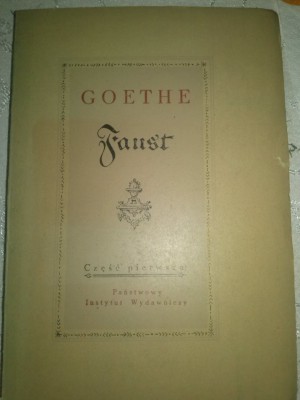 GOETHE
Faust
Część pierwsza
Państwowy
Instytut Wydawniczy